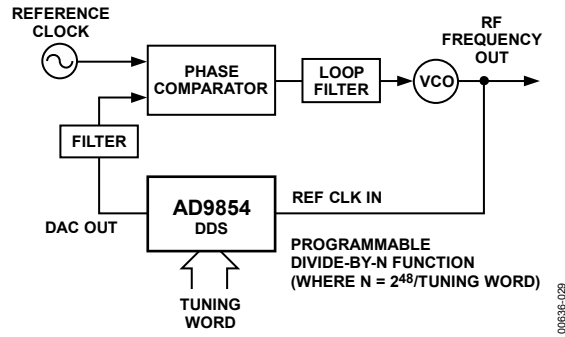 REFERENCE
CLOCK
PHASE
COMPARATOR
LOOP
FILTER
VCO
RF
FREQUENCY
OUT
FILTER
DAC OUT
AD9854
DDS
REF CLK IN
TUNING
WORD
PROGRAMMABLE
DIVIDE-BY-N FUNCTION
(WHERE N = 2⁴⁸/TUNING WORD)
00636-029